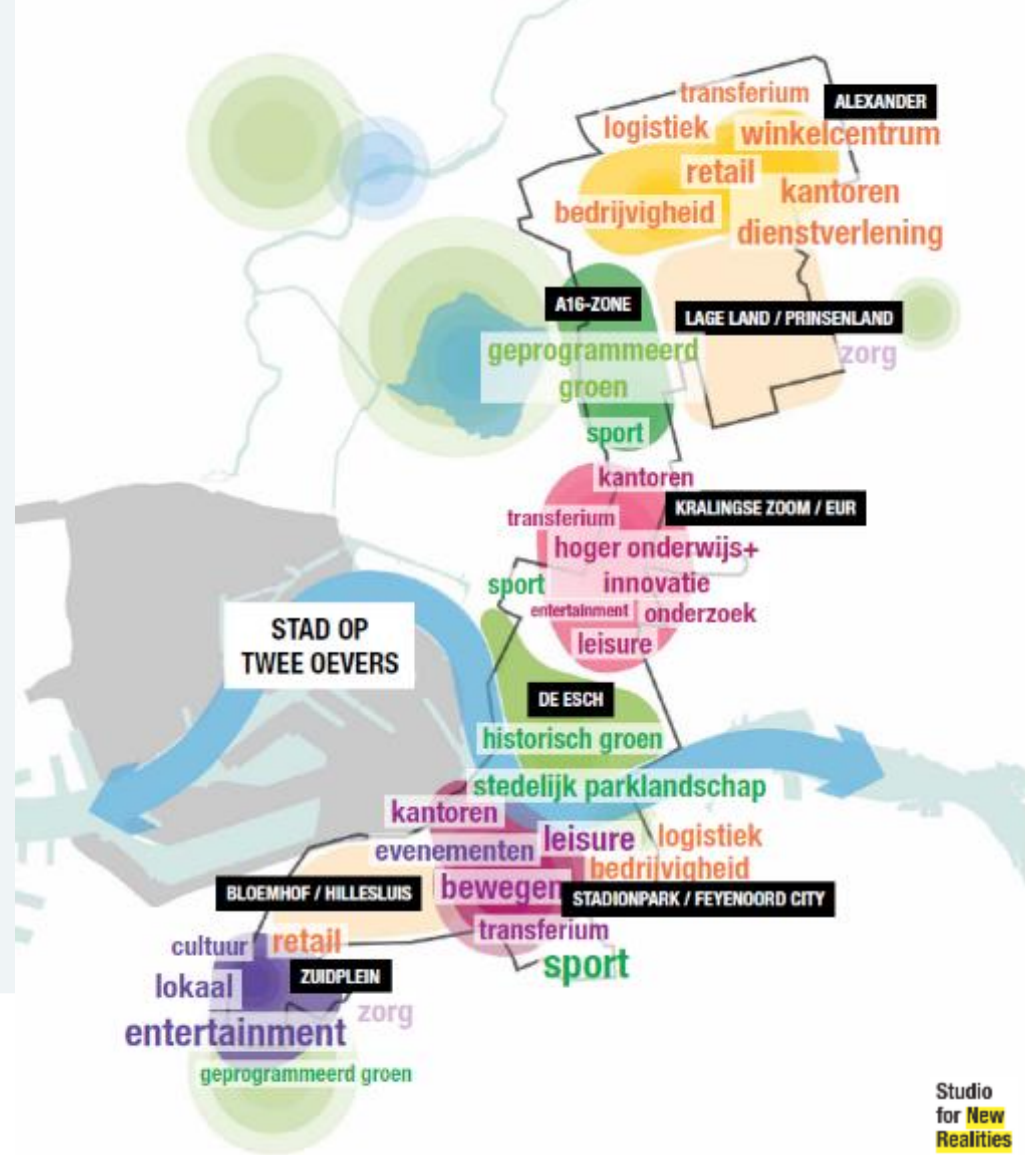 transferium
ALEXANDER
logistiek
winkelcentrum
retail
kantoren
bedrijvigheid
dienstverlening
A16-ZONE
LAGE LAND / PRINSENLAND
geprogrammeerd
groen
zorg
sport
kantoren
KRALINGSE ZOOM / EUR
transferium
hoger onderwijs+
sport
innovatie
entertainment
onderzoek
leisure
STAD OP
TWEE OEVERS
DE ESCH
historisch groen
stedelijk parklandschap
kantoren
leisure
logistiek
evenementen
bedrijvigheid
bewegen
BLOEMHOF / HILLESLUIS
STADIONPARK / FEYENOORD CITY
transferium
cultuur
retail
sport
lokaal
ZUIDPLEIN
zorg
entertainment
geprogrammeerd groen
Studio
for New
Realities